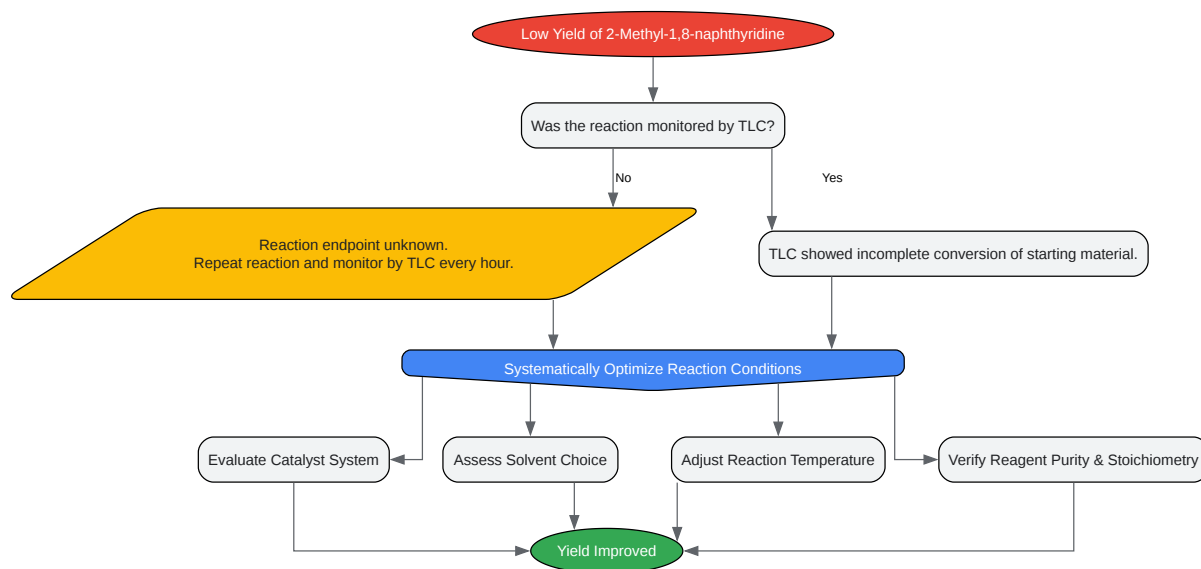 Low Yield of 2-Methyl-1,8-naphthyridine
Was the reaction monitored by TLC?
No
Yes
Reaction endpoint unknown.
Repeat reaction and monitor by TLC every hour.
TLC showed incomplete conversion of starting material.
Systematically Optimize Reaction Conditions
Evaluate Catalyst System
Assess Solvent Choice
Adjust Reaction Temperature
Verify Reagent Purity & Stoichiometry
Yield Improved